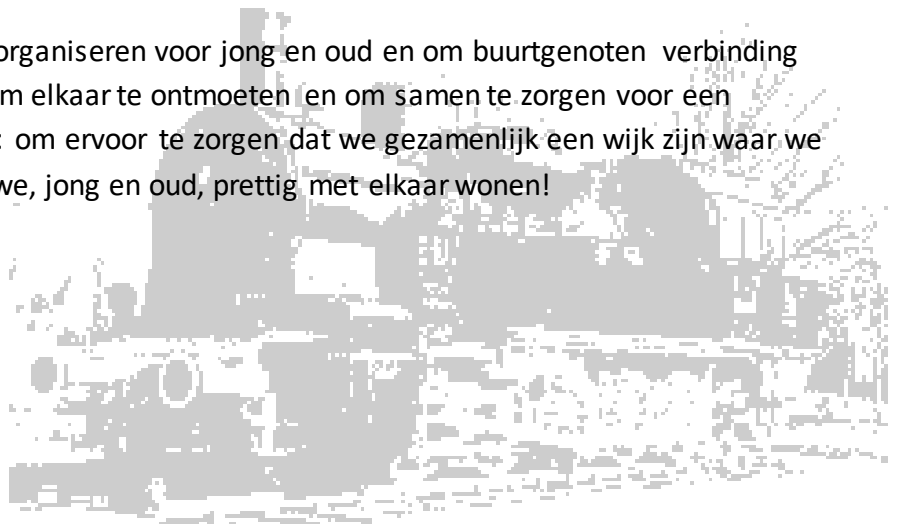 organiseren voor jong en oud en om buurtgenoten verbinding
m elkaar te ontmoeten en om samen te zorgen voor een
: om ervoor te zorgen dat we gezamenlijk een wijk zijn waar we
we, jong en oud, prettig met elkaar wonen!